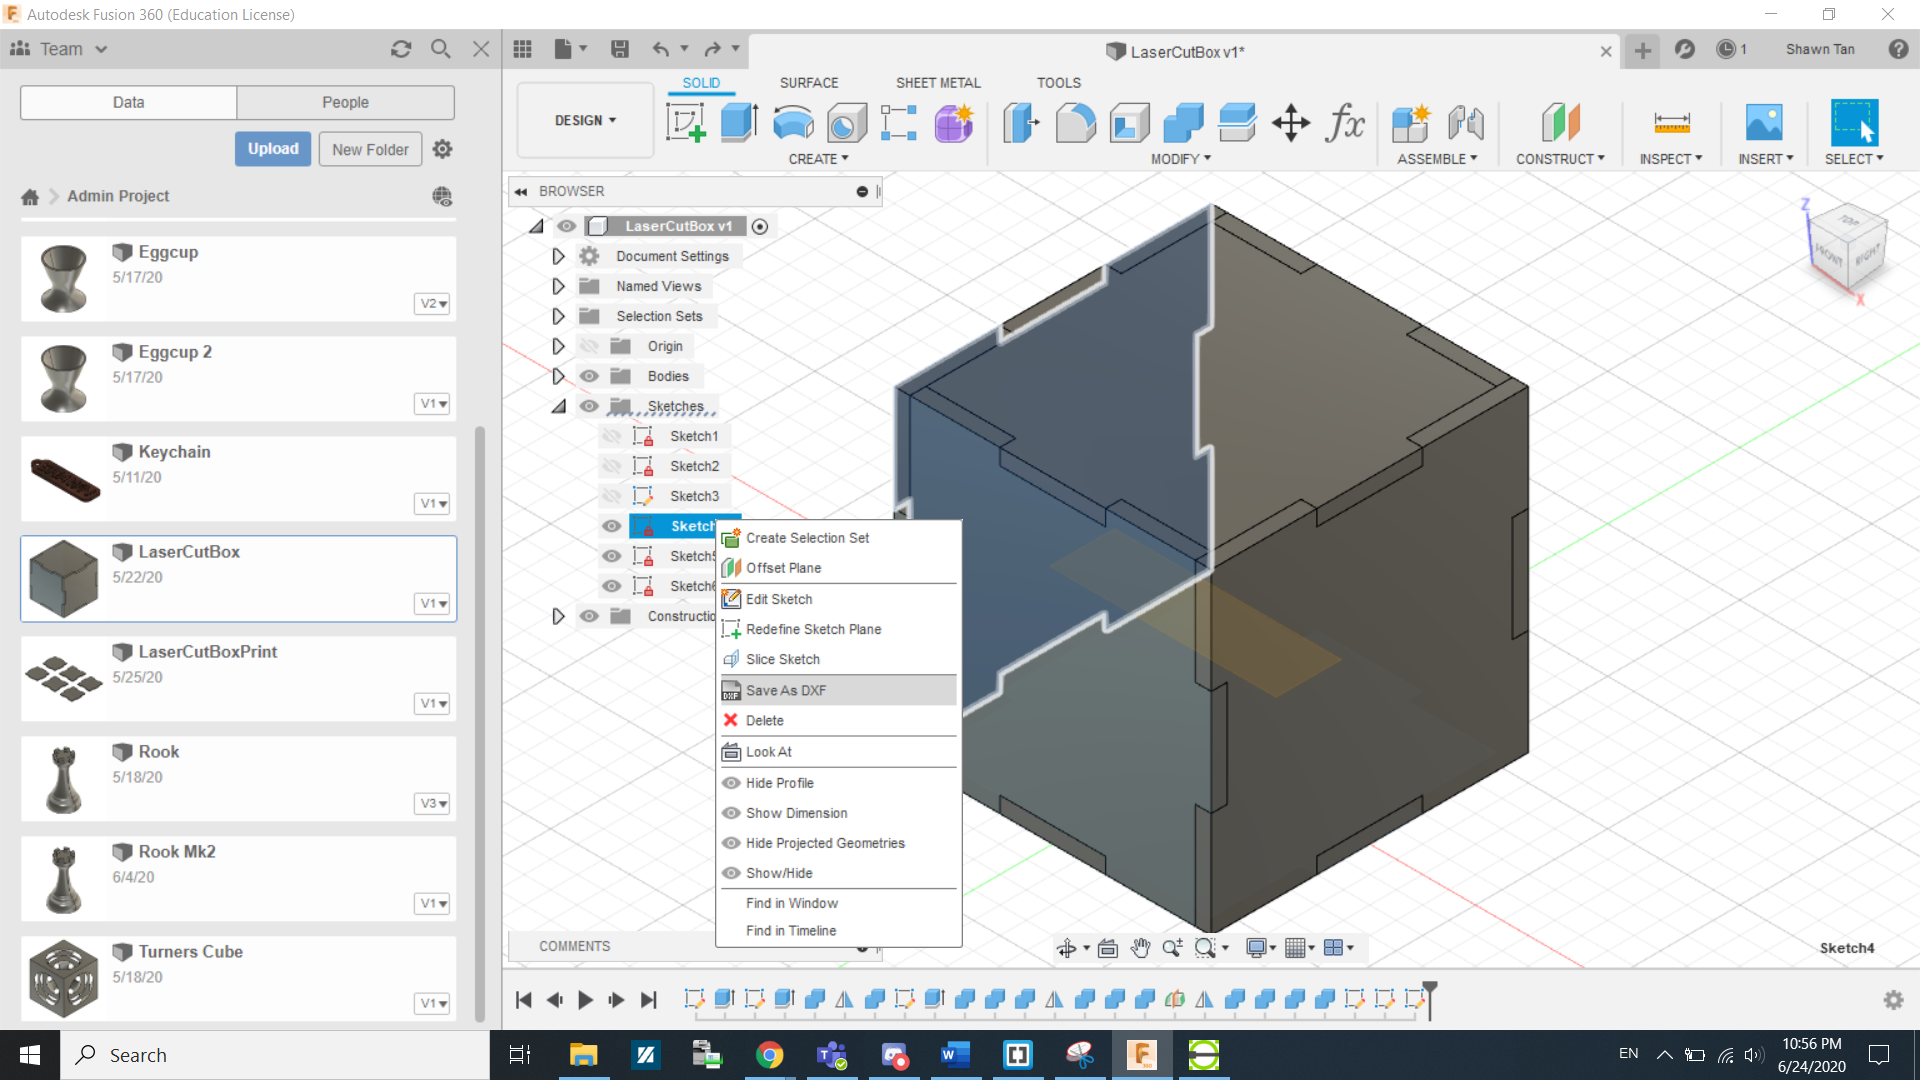 Autodesk Fusion 360 (Education License)
Team
LaserCutBox v1*
1
Shawn Tan
Data
People
Upload
New Folder
Admin Project
Eggcup
5/17/20
V2
Eggcup 2
5/17/20
V1
Keychain
5/11/20
V1
LaserCutBox
5/22/20
V1
LaserCutBoxPrint
5/25/20
V1
Rook
5/18/20
V3
Rook Mk2
6/4/20
V1
Turners Cube
5/18/20
V1
SOLID
SURFACE
SHEET METAL
TOOLS
DESIGN
CREATE
MODIFY
ASSEMBLE
CONSTRUCT
INSPECT
INSERT
SELECT
BROWSER
LaserCutBox v1
Document Settings
Named Views
Selection Sets
Origin
Bodies
Sketches
Sketch1
Sketch2
Sketch3
Sketch
Sketch5
Sketch6
Constructio
Create Selection Set
Offset Plane
Edit Sketch
Redefine Sketch Plane
Slice Sketch
DXF
Save As DXF
Delete
Look At
Hide Profile
Show Dimension
Hide Projected Geometries
Show/Hide
Find in Window
Find in Timeline
COMMENTS
Z
TOP
FRONT
RIGHT
X
Sketch4
Search
EN
10:56 PM
6/24/2020